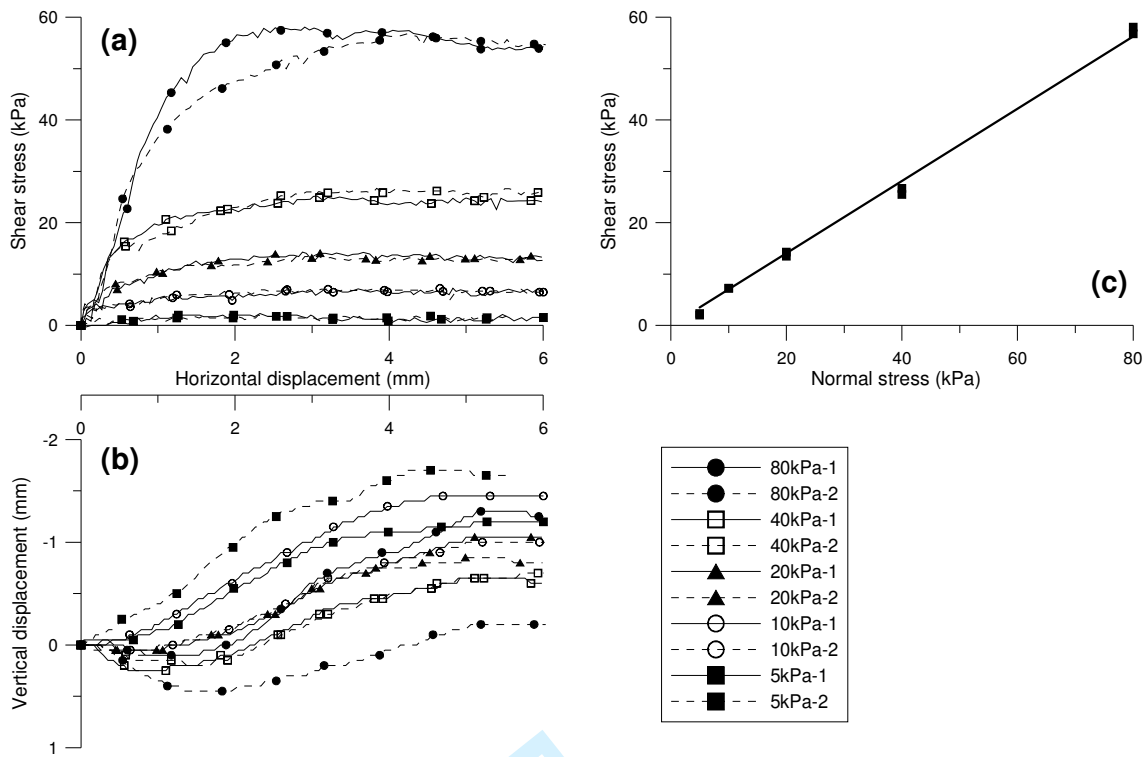 (a)
Shear stress (kPa)
60
40
20
0
0 2 4 6
Horizontal displacement (mm)
0 2 4 6
(b)
Vertical displacement (mm)
-2
-1
0
1
(c)
Shear stress (kPa)
60
40
20
0
0 20 40 60 80
Normal stress (kPa)
80kPa-1
80kPa-2
40kPa-1
40kPa-2
20kPa-1
20kPa-2
10kPa-1
10kPa-2
5kPa-1
5kPa-2